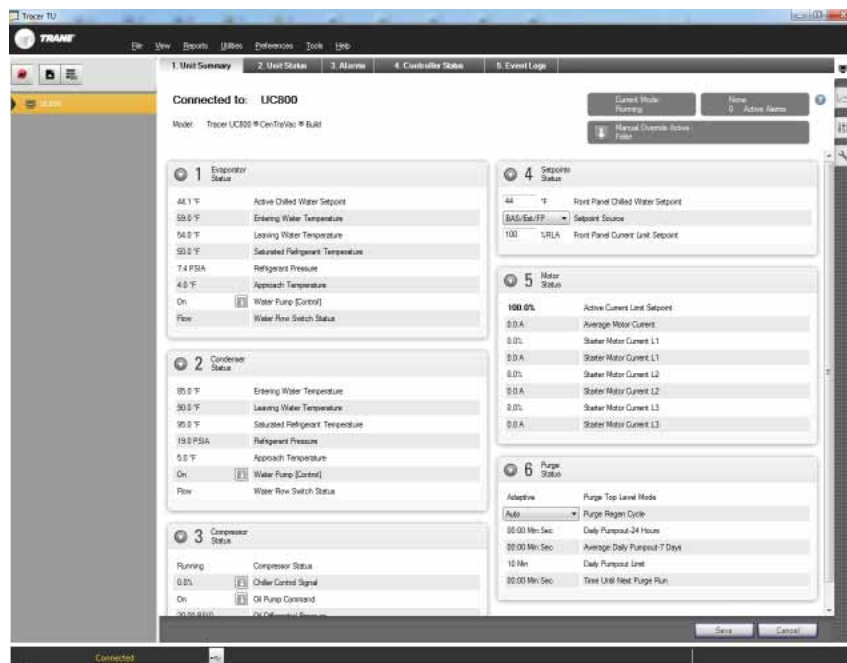 Tracer TU
TRANE
File View Reports Utilities Preferences Tools Help
1. Unit Summary 2. Unit Status 3. Alarms 4. Controller Status 5. Event Logs
UC800
Connected to: UC800
Model: Tracer UC800 ® CenTraVac ® Build
Current Mode:
Running
None
0 Active Alarms
Manual Override Active:
False
1 Evaporator Status
44.1 °F Active Chilled Water Setpoint
59.0 °F Entering Water Temperature
54.0 °F Leaving Water Temperature
50.0 °F Saturated Refrigerant Temperature
7.4 PSIA Refrigerant Pressure
4.0 °F Approach Temperature
On Water Pump [Control]
Flow Water Flow Switch Status
2 Condenser Status
85.0 °F Entering Water Temperature
90.0 °F Leaving Water Temperature
95.0 °F Saturated Refrigerant Temperature
19.0 PSIA Refrigerant Pressure
5.0 °F Approach Temperature
On Water Pump [Control]
Flow Water Flow Switch Status
3 Compressor Status
Running Compressor Status
0.0% Chiller Control Signal
On Oil Pump Command
20.00 PSID Oil Differential Pressure
4 Setpoints Status
44 °F Front Panel Chilled Water Setpoint
BAS/Ext/FP Setpoint Source
100 %RLA Front Panel Current Limit Setpoint
5 Motor Status
100.0% Active Current Limit Setpoint
0.0 A Average Motor Current
0.0% Starter Motor Current L1
0.0 A Starter Motor Current L1
0.0% Starter Motor Current L2
0.0 A Starter Motor Current L2
0.0% Starter Motor Current L3
0.0 A Starter Motor Current L3
6 Purge Status
Adaptive Purge Top Level Mode
Auto Purge Regen Cycle
00:00 Min:Sec Daily Pumpout-24 Hours
00:00 Min:Sec Average Daily Pumpout-7 Days
10 Min Daily Pumpout Limit
00:00 Min:Sec Time Until Next Purge Run
Save Cancel
Connected